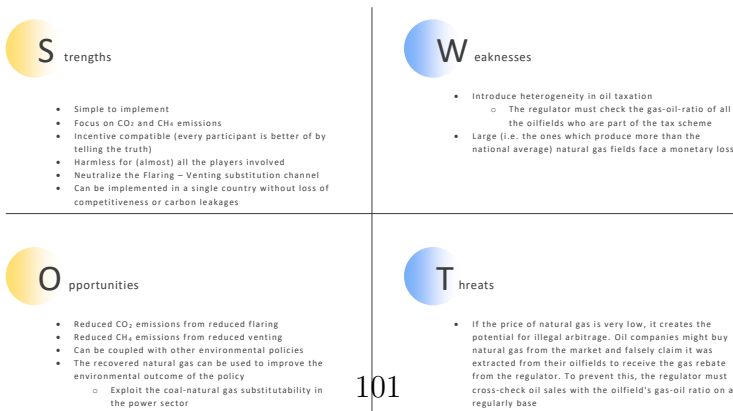 Strengths
• Simple to implement
• Focus on CO₂ and CH₄ emissions
• Incentive compatible (every participant is better of by
telling the truth)
• Harmless for (almost) all the players involved
• Neutralize the Flaring – Venting substitution channel
• Can be implemented in a single country without loss of
competitiveness or carbon leakages
Weaknesses
• Introduce heterogeneity in oil taxation
○ The regulator must check the gas-oil-ratio of all
the oilfields who are part of the tax scheme
• Large (i.e. the ones which produce more than the
national average) natural gas fields face a monetary loss
Opportunities
• Reduced CO₂ emissions from reduced flaring
• Reduced CH₄ emissions from reduced venting
• Can be coupled with other environmental policies
• The recovered natural gas can be used to improve the
environmental outcome of the policy
○ Exploit the coal-natural gas substitutability in
the power sector
Threats
• If the price of natural gas is very low, it creates the
potential for illegal arbitrage. Oil companies might buy
natural gas from the market and falsely claim it was
extracted from their oilfields to receive the gas rebate
from the regulator. To prevent this, the regulator must
cross-check oil sales with the oilfield's gas-oil ratio on a
regularly base
101